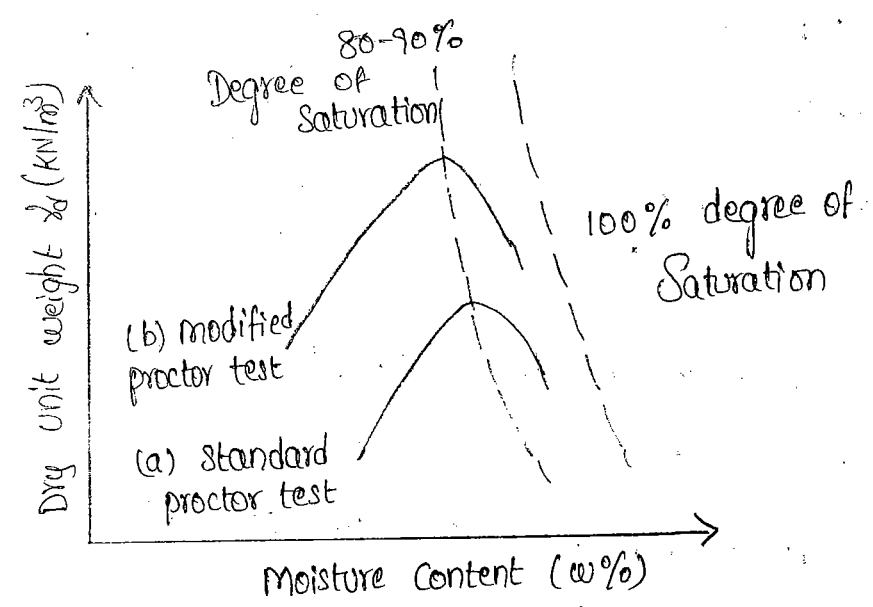 80-90%
Degree of
Saturation
Dry unit weight γd (KN/m³)
100% degree of
Saturation
(b) modified
proctor test
(a) Standard
proctor test
Moisture Content (ω%)